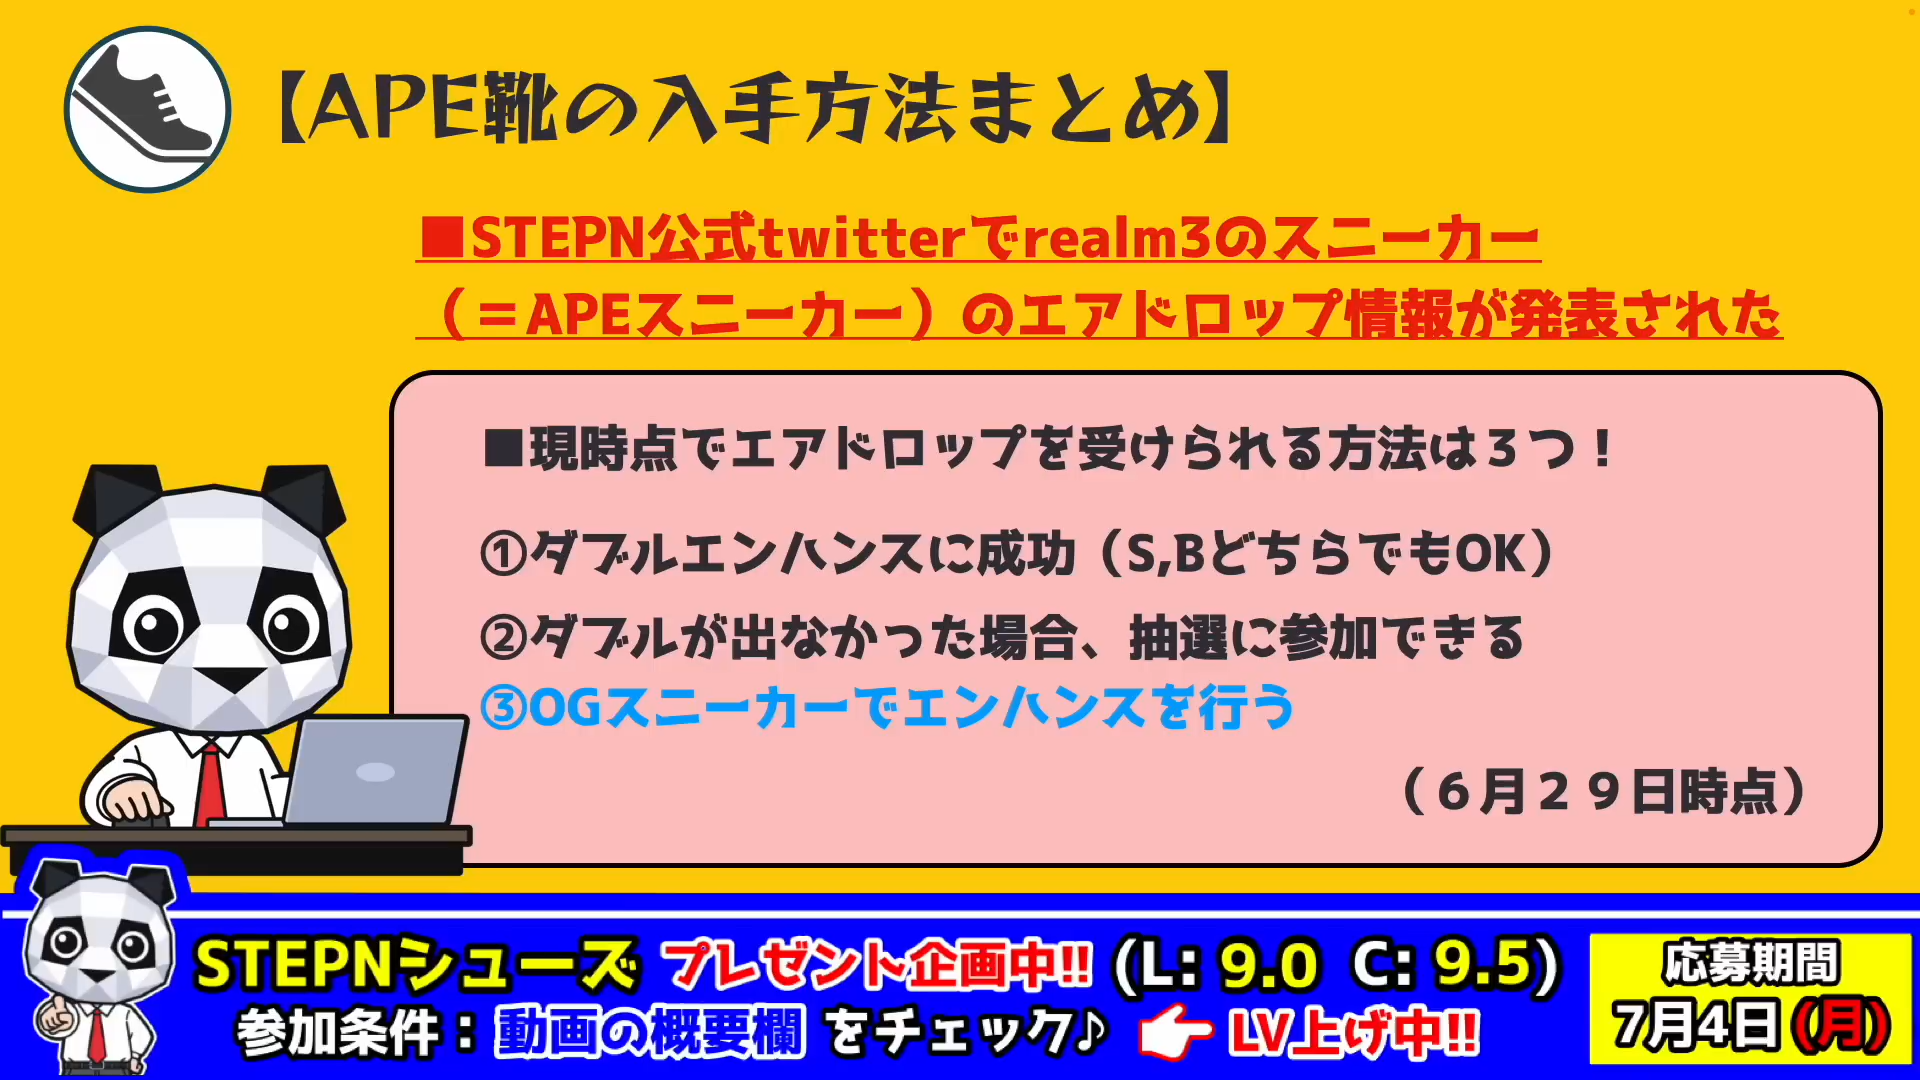 【APE靴の入手方法まとめ】
■STEPN公式twitterでrealm3のスニーカー
（＝APEスニーカー）のエアドロップ情報が発表された
■現時点でエアドロップを受けられる方法は３つ！
①ダブルエンハンスに成功（S,BどちらでもOK）
②ダブルが出なかった場合、抽選に参加できる
③OGスニーカーでエンハンスを行う
（６月２９日時点）
STEPNシューズ プレゼント企画中!! (L: 9.0 C: 9.5)
参加条件：動画の概要欄 をチェック♪ LV上げ中!!
応募期間
7月4日(月)